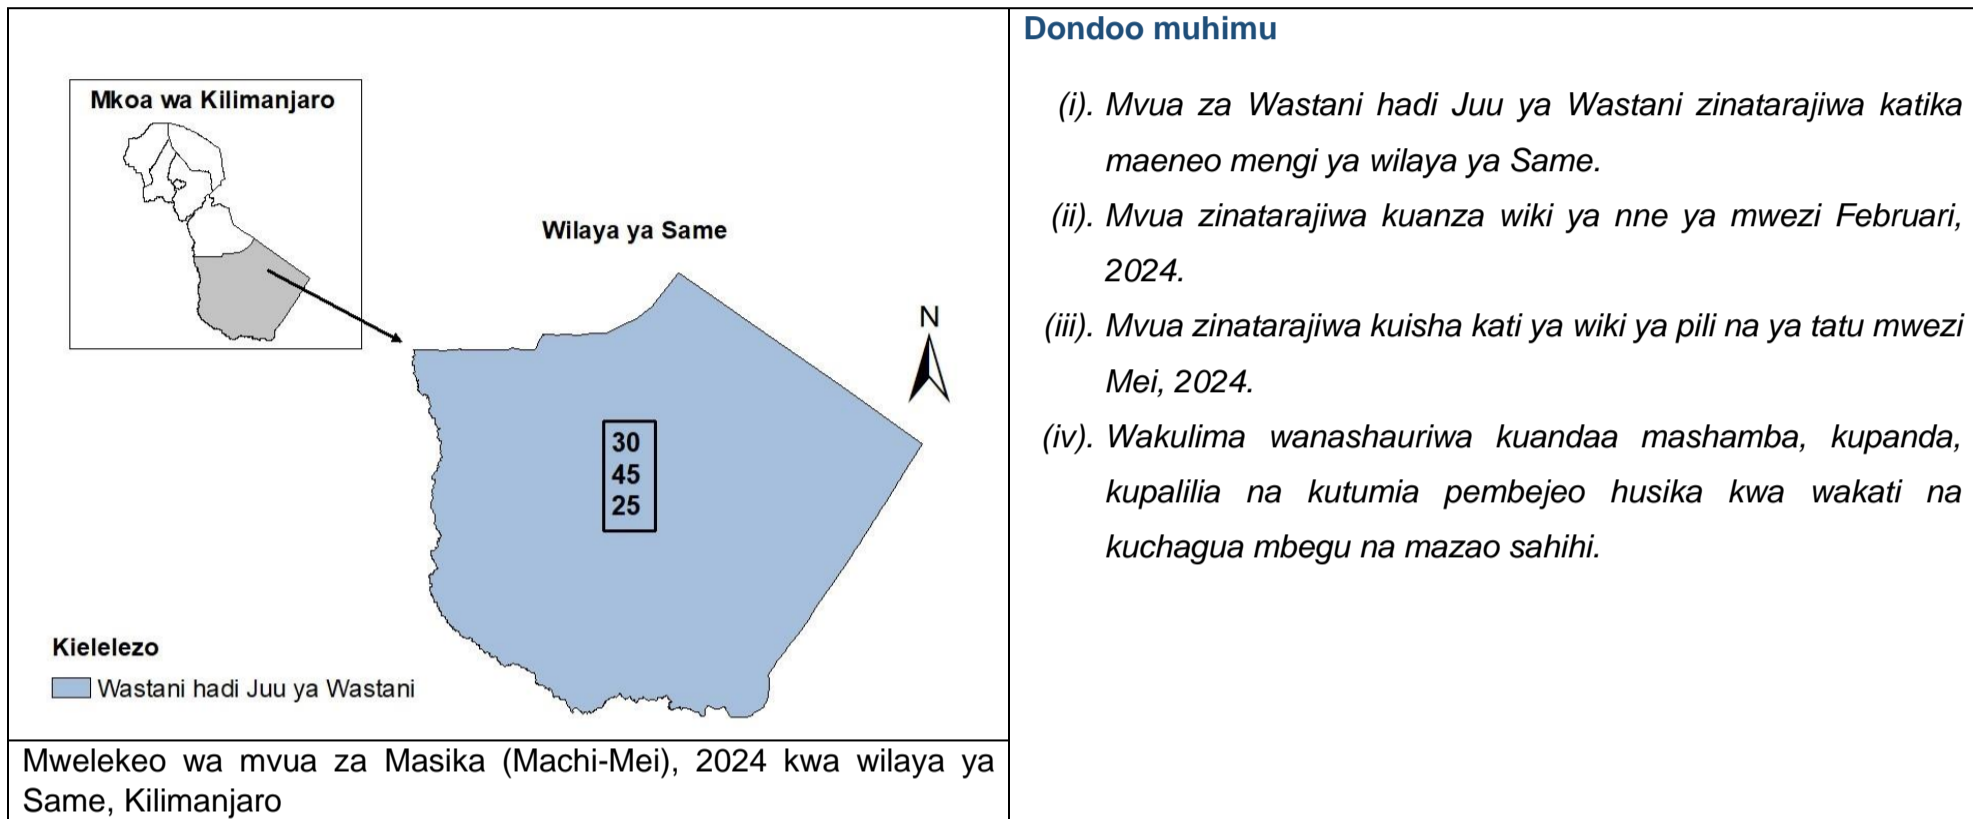 Mkoa wa Kilimanjaro
Wilaya ya Same
N
30
45
25
Kielelezo
Wastani hadi Juu ya Wastani
Mwelekeo wa mvua za Masika (Machi-Mei), 2024 kwa wilaya ya
Same, Kilimanjaro
Dondoo muhimu
(i). Mvua za Wastani hadi Juu ya Wastani zinatarajiwa katika
maeneo mengi ya wilaya ya Same.
(ii). Mvua zinatarajiwa kuanza wiki ya nne ya mwezi Februari,
2024.
(iii). Mvua zinatarajiwa kuisha kati ya wiki ya pili na ya tatu mwezi
Mei, 2024.
(iv). Wakulima wanashauriwa kuandaa mashamba, kupanda,
kupalilia na kutumia pembejeo husika kwa wakati na
kuchagua mbegu na mazao sahihi.